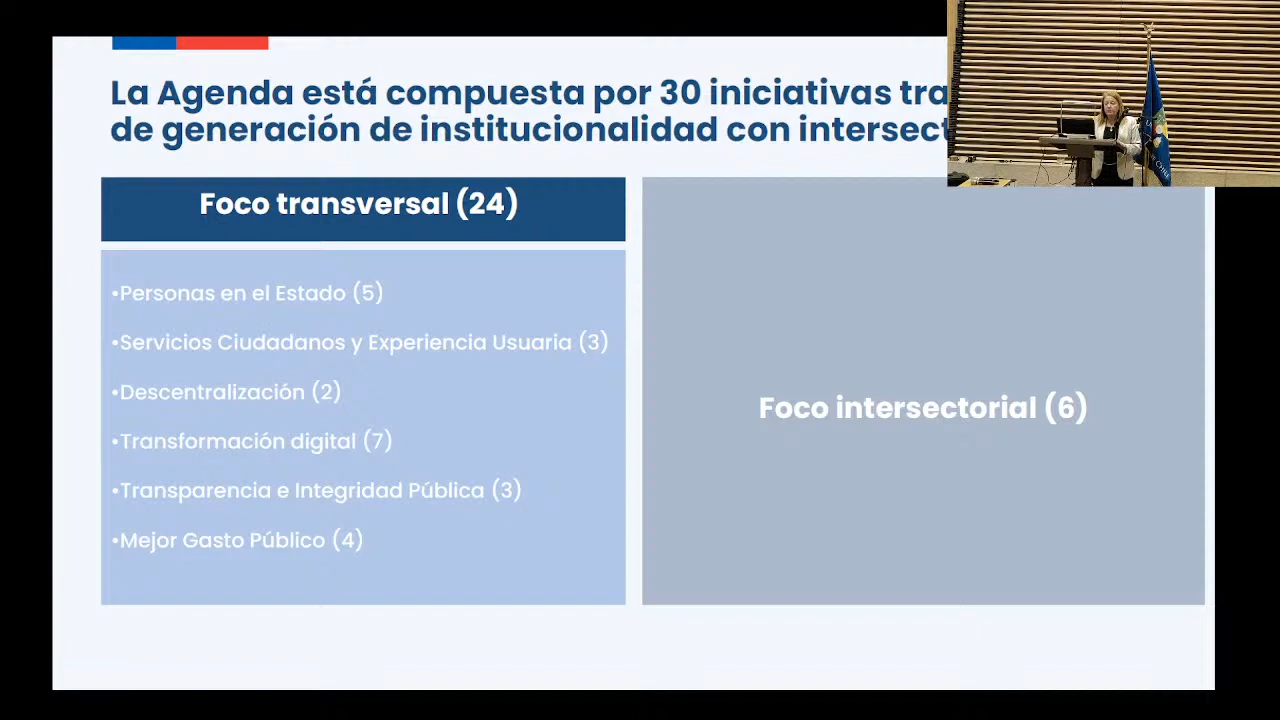 La Agenda está compuesta por 30 iniciativas
de generación de institucionalidad con
Foco transversal (24)
•Personas en el Estado (5)
•Servicios Ciudadanos y Experiencia Usuaria (3)
•Descentralización (2)
•Transformación digital (7)
•Transparencia e Integridad Pública (3)
•Mejor Gasto Público (4)
Foco intersectorial (6)